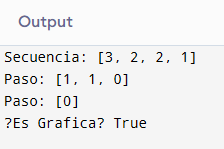 Output
Secuencia: [3, 2, 2, 1]
Paso: [1, 1, 0]
Paso: [0]
?Es Grafica? True